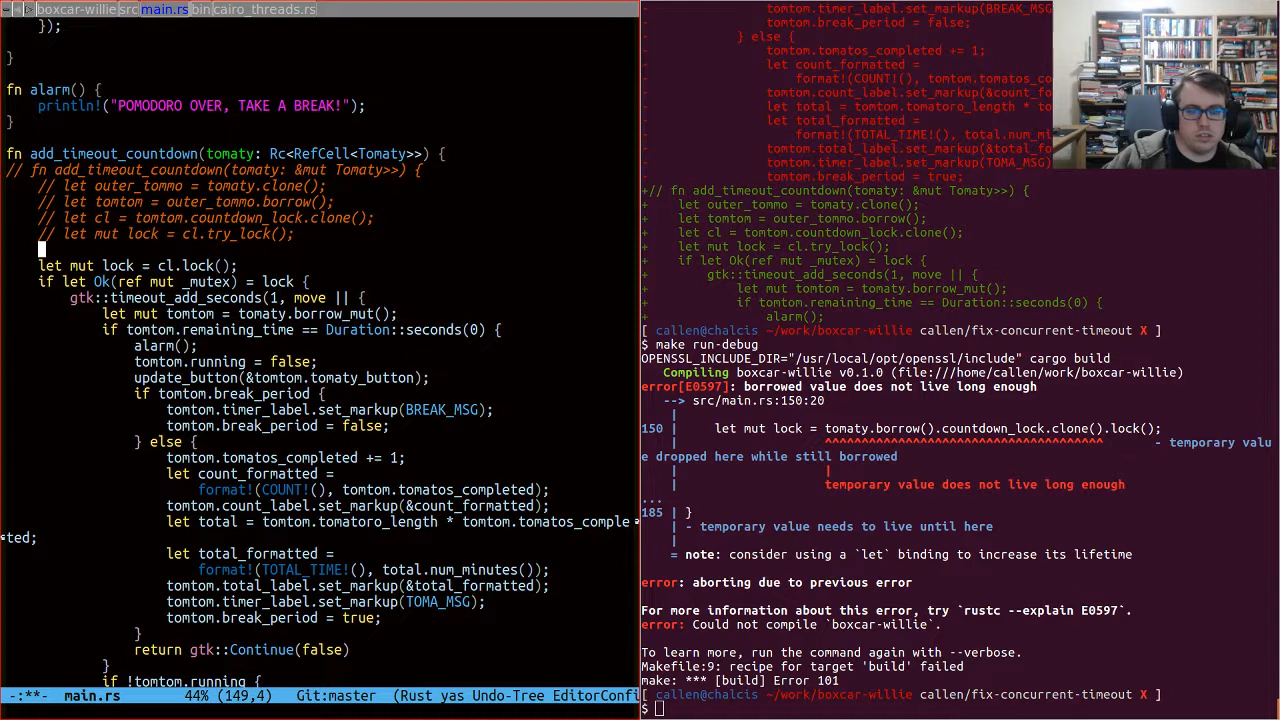 boxcar-willie src main.rs bin cairo_threads.rs
});
}
fn alarm() {
println!("POMODORO OVER, TAKE A BREAK!");
}
fn add_timeout_countdown(tomaty: Rc<RefCell<Tomaty>>) {
// fn add_timeout_countdown(tomaty: &mut Tomaty>>) {
// let outer_tommo = tomaty.clone();
// let tomtom = outer_tommo.borrow();
// let cl = tomtom.countdown_lock.clone();
// let mut lock = cl.try_lock();
let mut lock = cl.lock();
if let Ok(ref mut _mutex) = lock {
gtk::timeout_add_seconds(1, move || {
let mut tomtom = tomaty.borrow_mut();
if tomtom.remaining_time == Duration::seconds(0) {
alarm();
tomtom.running = false;
update_button(&tomtom.tomaty_button);
if tomtom.break_period {
tomtom.timer_label.set_markup(BREAK_MSG);
tomtom.break_period = false;
} else {
tomtom.tomatos_completed += 1;
let count_formatted =
format!(COUNT!(), tomtom.tomatos_completed);
tomtom.count_label.set_markup(&count_formatted);
let total = tomtom.tomatoro_length * tomtom.tomatos_comple
ted;
let total_formatted =
format!(TOTAL_TIME!(), total.num_minutes());
tomtom.total_label.set_markup(&total_formatted);
tomtom.timer_label.set_markup(TOMA_MSG);
tomtom.break_period = true;
}
return gtk::Continue(false)
}
if !tomtom.running {
-:**- main.rs 44% (149,4) Git:master (Rust yas Undo-Tree EditorConfi
- tomtom.timer_label.set_markup(BREAK_MSG
- tomtom.break_period = false;
- } else {
- tomtom.tomatos_completed += 1;
- let count_formatted =
- format!(COUNT!(), tomtom.tomatos_co
- tomtom.count_label.set_markup(&count_fo
- let total = tomtom.tomatoro_length * to
- let total_formatted =
- format!(TOTAL_TIME!(), total.num_mi
- tomtom.total_label.set_markup(&total_fo
- tomtom.timer_label.set_markup(TOMA_MSG)
- tomtom.break_period = true;
+// fn add_timeout_countdown(tomaty: &mut Tomaty>>) {
+ let outer_tommo = tomaty.clone();
+ let tomtom = outer_tommo.borrow();
+ let cl = tomtom.countdown_lock.clone();
+ let mut lock = cl.try_lock();
+ if let Ok(ref mut _mutex) = lock {
+ gtk::timeout_add_seconds(1, move || {
+ let mut tomtom = tomaty.borrow_mut();
+ if tomtom.remaining_time == Duration::seconds(0) {
+ alarm();
[ callen@chalcis ~/work/boxcar-willie callen/fix-concurrent-timeout X ]
$ make run-debug
OPENSSL_INCLUDE_DIR="/usr/local/opt/openssl/include" cargo build
Compiling boxcar-willie v0.1.0 (file:///home/callen/work/boxcar-willie)
error[E0597]: borrowed value does not live long enough
--> src/main.rs:150:20
|
150 | let mut lock = tomaty.borrow().countdown_lock.clone().lock();
| ^^^^^^^^^^^^^^^^^^^^^^^^^^^^^^^^^^^^^^ - temporary valu
e dropped here while still borrowed
| |
| temporary value does not live long enough
...
185 | }
| - temporary value needs to live until here
|
= note: consider using a `let` binding to increase its lifetime
error: aborting due to previous error
For more information about this error, try `rustc --explain E0597`.
error: Could not compile `boxcar-willie`.
To learn more, run the command again with --verbose.
Makefile:9: recipe for target 'build' failed
make: *** [build] Error 101
[ callen@chalcis ~/work/boxcar-willie callen/fix-concurrent-timeout X ]
$